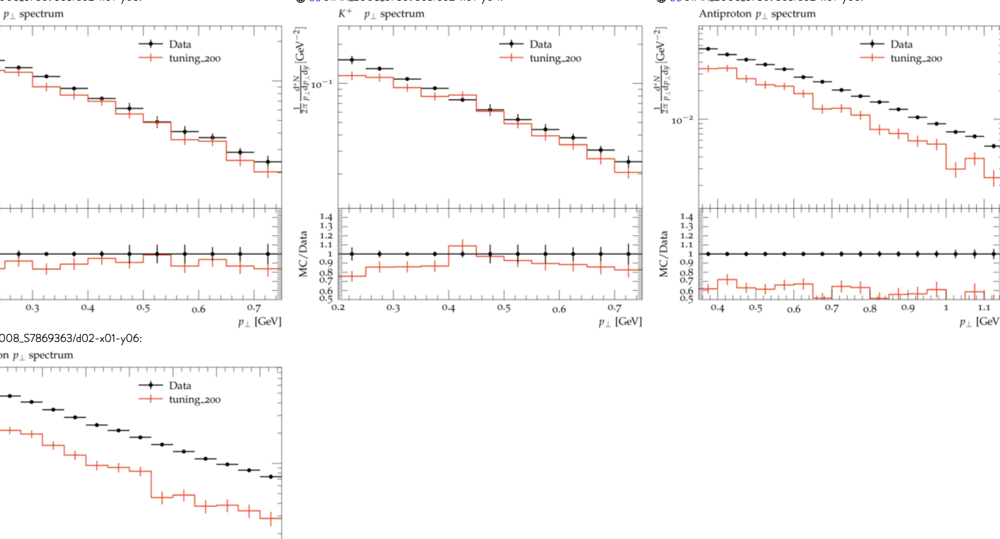 p⊥ spectrum
Data
tuning_200
0.3 0.4 0.5 0.6 0.7
p⊥ [GeV]
K⁺ p⊥ spectrum
1/2π 1/p⊥ d²N/dp⊥dy [GeV⁻²]
Data
tuning_200
10⁻¹
MC/Data
1.4
1.3
1.2
1.1
1
0.9
0.8
0.7
0.6
0.5
0.2 0.3 0.4 0.5 0.6 0.7
p⊥ [GeV]
Antiproton p⊥ spectrum
1/2π 1/p⊥ d²N/dp⊥dy [GeV⁻²]
Data
tuning_200
10⁻²
MC/Data
1.4
1.3
1.2
1.1
1
0.9
0.8
0.7
0.6
0.5
0.4 0.5 0.6 0.7 0.8 0.9 1 1.1
p⊥ [GeV
008_S7869363/d02-x01-y06:
on p⊥ spectrum
Data
tuning_200